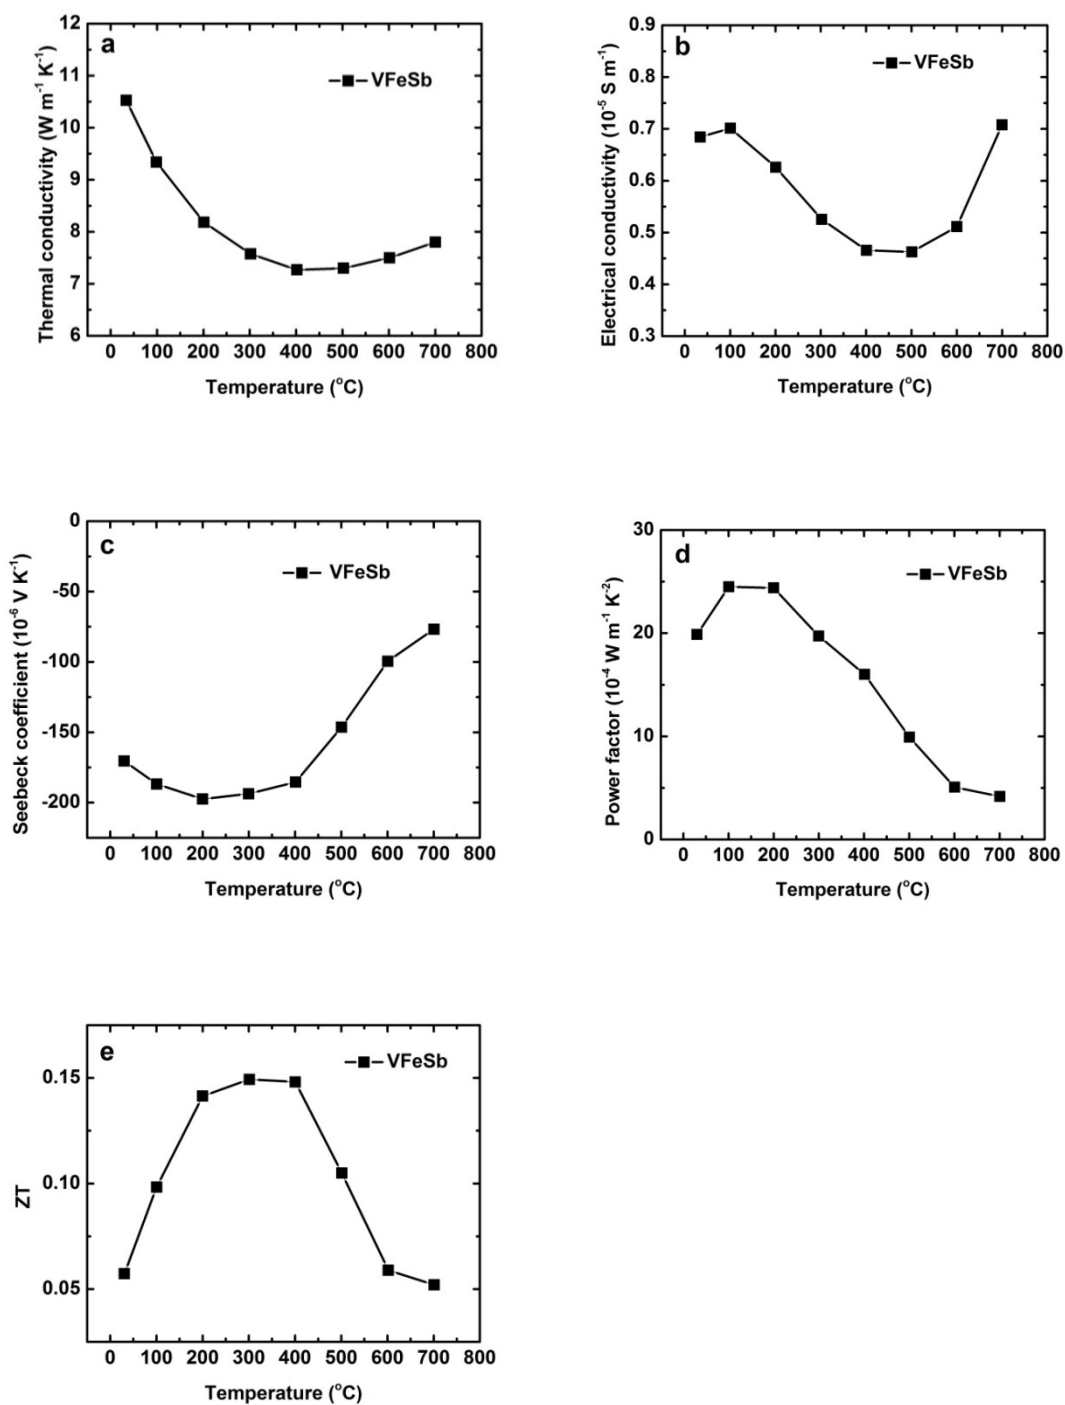 a
VFeSb
Thermal conductivity (W m⁻¹ K⁻¹)
12
11
10
9
8
7
6
0 100 200 300 400 500 600 700 800
Temperature (°C)
b
VFeSb
Electrical conductivity (10⁻⁵ S m⁻¹)
0.9
0.8
0.7
0.6
0.5
0.4
0.3
0 100 200 300 400 500 600 700 800
Temperature (°C)
c
VFeSb
Seebeck coefficient (10⁻⁶ V K⁻¹)
0
-50
-100
-150
-200
0 100 200 300 400 500 600 700 800
Temperature (°C)
d
VFeSb
Power factor (10⁻⁴ W m⁻¹ K⁻²)
30
20
10
0
0 100 200 300 400 500 600 700 800
Temperature (°C)
e
VFeSb
ZT
0.15
0.10
0.05
0 100 200 300 400 500 600 700 800
Temperature (°C)